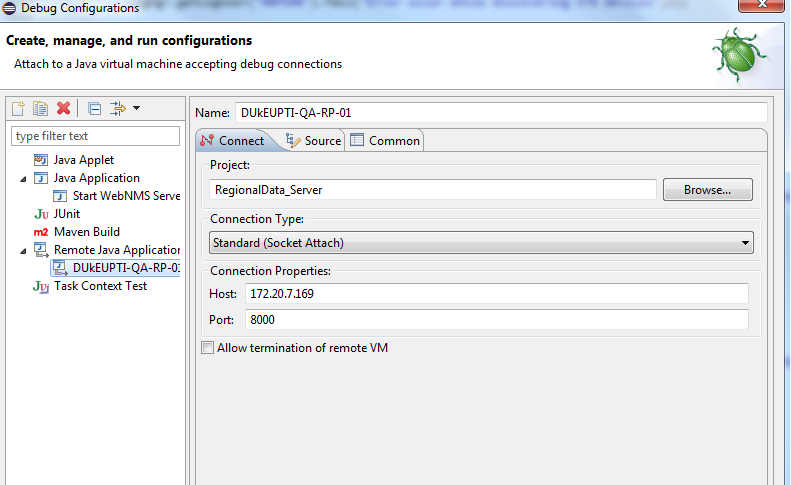 Debug Configurations
Create, manage, and run configurations
Attach to a Java virtual machine accepting debug connections
type filter text
Java Applet
Java Application
Start WebNMS Serve
JUnit
Maven Build
Remote Java Application
DUkEUPTI-QA-RP-01
Task Context Test
Name: DUkEUPTI-QA-RP-01
Connect Source Common
Project:
RegionalData_Server Browse...
Connection Type:
Standard (Socket Attach)
Connection Properties:
Host: 172.20.7.169
Port: 8000
Allow termination of remote VM